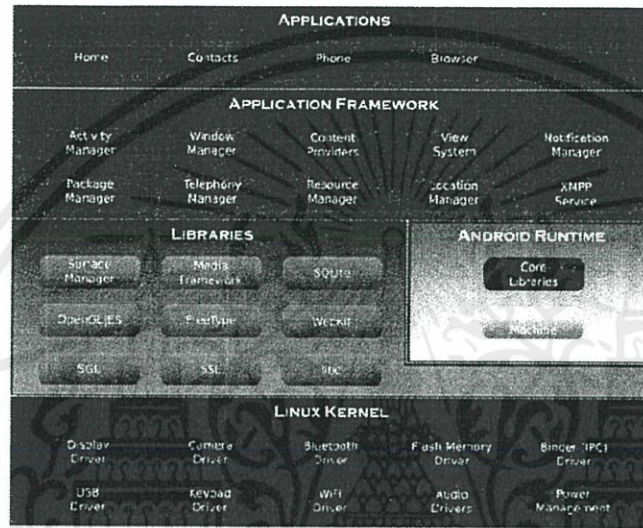 APPLICATIONS
Home Contacts Phone Browser
APPLICATION FRAMEWORK
Activity Manager
Window Manager
Content Providers
View System
Notification Manager
Package Manager
Telephony Manager
Resource Manager
Location Manager
XMPP Service
LIBRARIES
Surface Manager
Media Framework
SQLite
OpenGL|ES
FreeType
WebKit
SGL
SSL
libc
ANDROID RUNTIME
Core Libraries
Machine
LINUX KERNEL
Display Driver
Camera Driver
Bluetooth Driver
Flash Memory Driver
Binder (IPC) Driver
USB Driver
Keypad Driver
WiFi Driver
Audio Drivers
Power Management